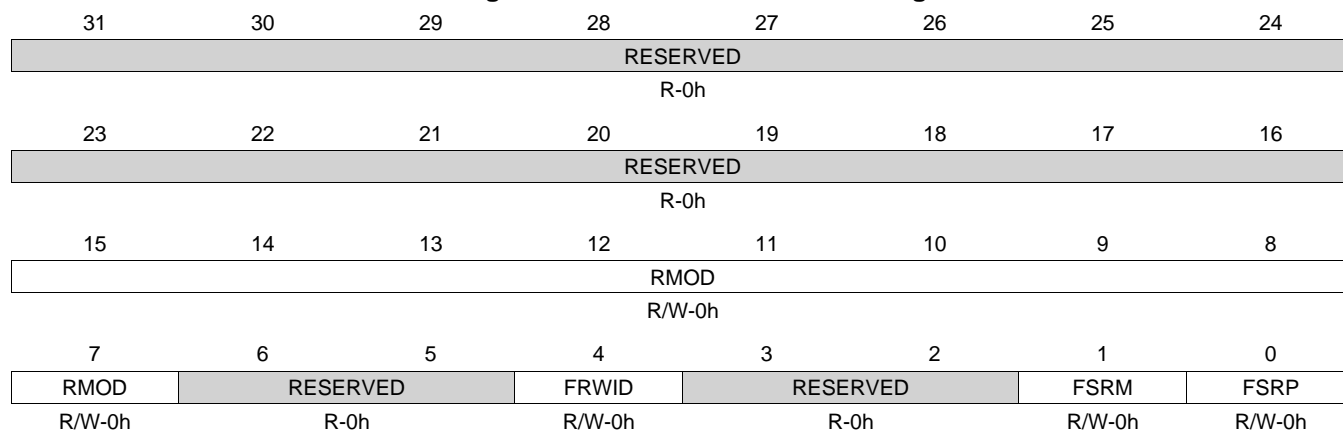 31 30 29 28 27 26 25 24
RESERVED
R-0h
23 22 21 20 19 18 17 16
RESERVED
R-0h
15 14 13 12 11 10 9 8
RMOD
R/W-0h
7 6 5 4 3 2 1 0
RMOD RESERVED FRWID RESERVED FSRM FSRP
R/W-0h R-0h R/W-0h R-0h R/W-0h R/W-0h